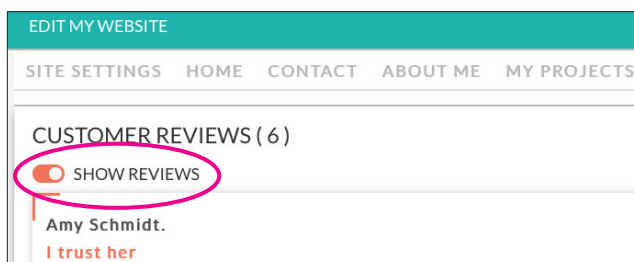 EDIT MY WEBSITE
SITE SETTINGS HOME CONTACT ABOUT ME MY PROJECTS
CUSTOMER REVIEWS ( 6 )
SHOW REVIEWS
Amy Schmidt.
I trust her